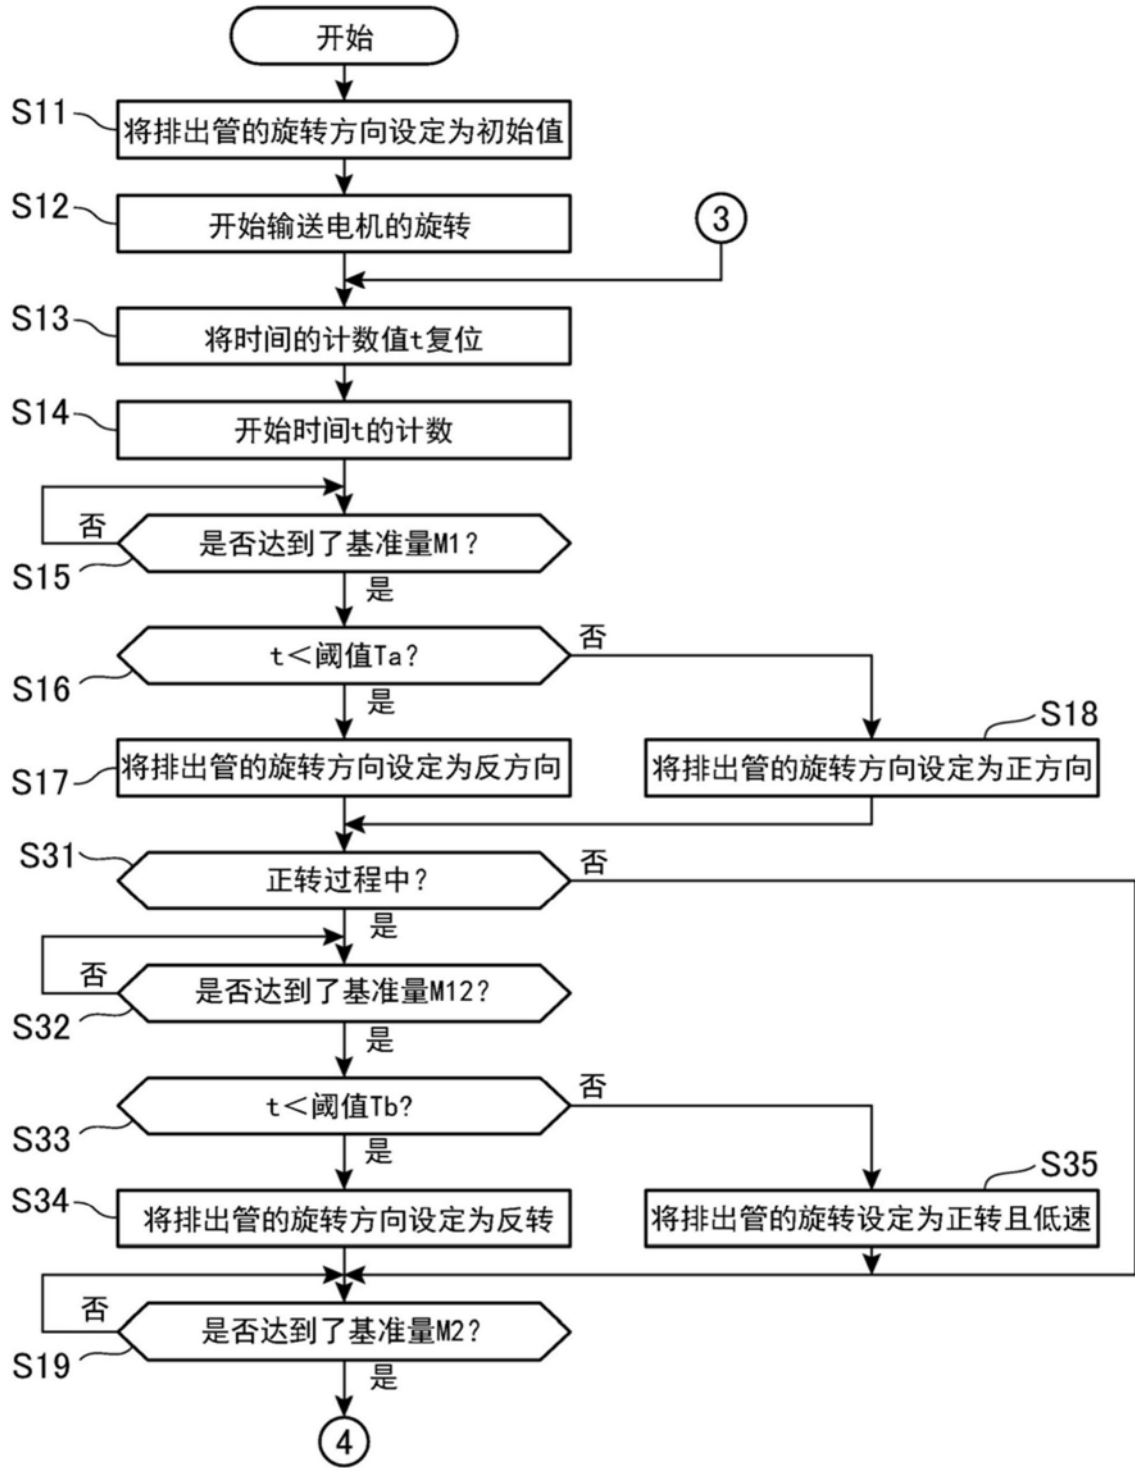 开始
S11
将排出管的旋转方向设定为初始值
S12
开始输送电机的旋转
3
S13
将时间的计数值t复位
S14
开始时间t的计数
否
是否达到了基准量M1?
S15
是
t<阈值Ta?
否
S16
是
S18
将排出管的旋转方向设定为反方向
将排出管的旋转方向设定为正方向
S17
S31
正转过程中?
否
是
否
是否达到了基准量M12?
S32
是
t<阈值Tb?
否
S33
是
S35
S34
将排出管的旋转方向设定为反转
将排出管的旋转设定为正转且低速
否
是否达到了基准量M2?
S19
是
4